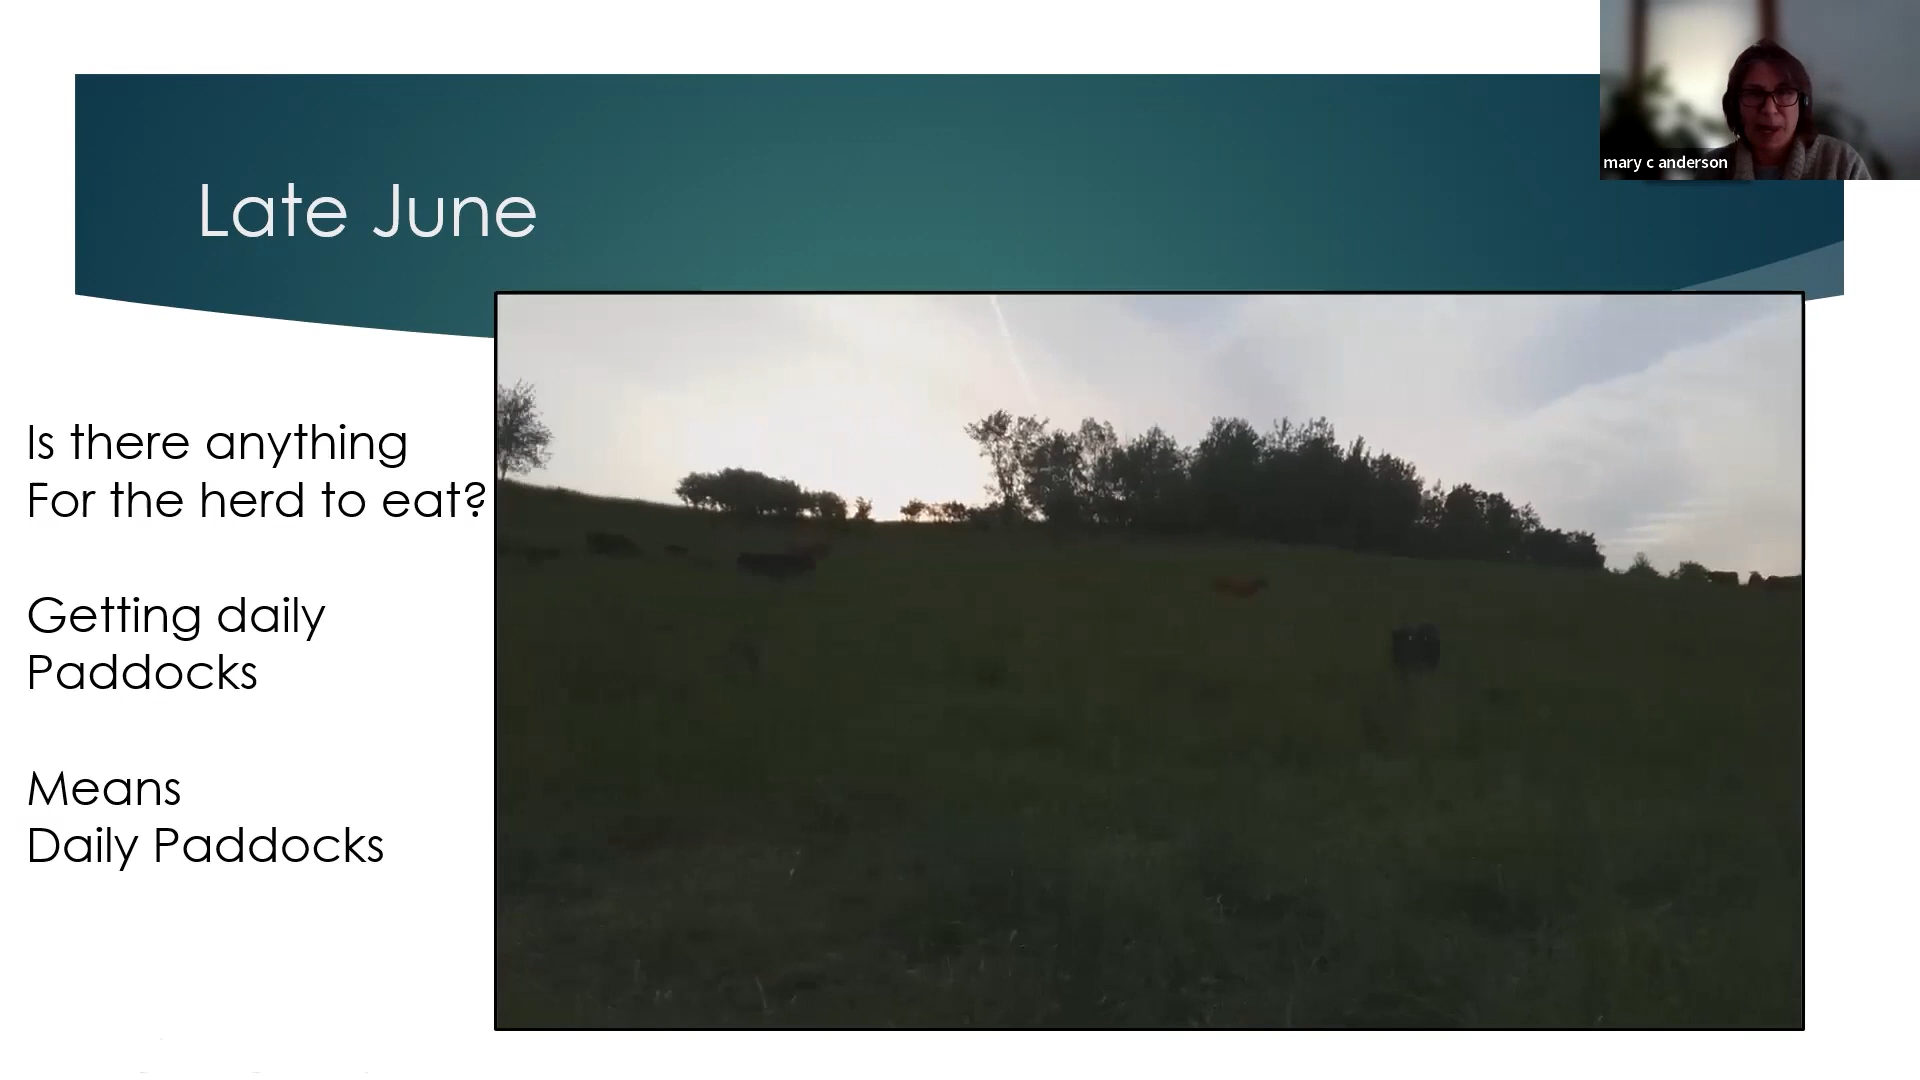 mary c anderson
Late June
Is there anything
For the herd to eat?
Getting daily
Paddocks
Means
Daily Paddocks